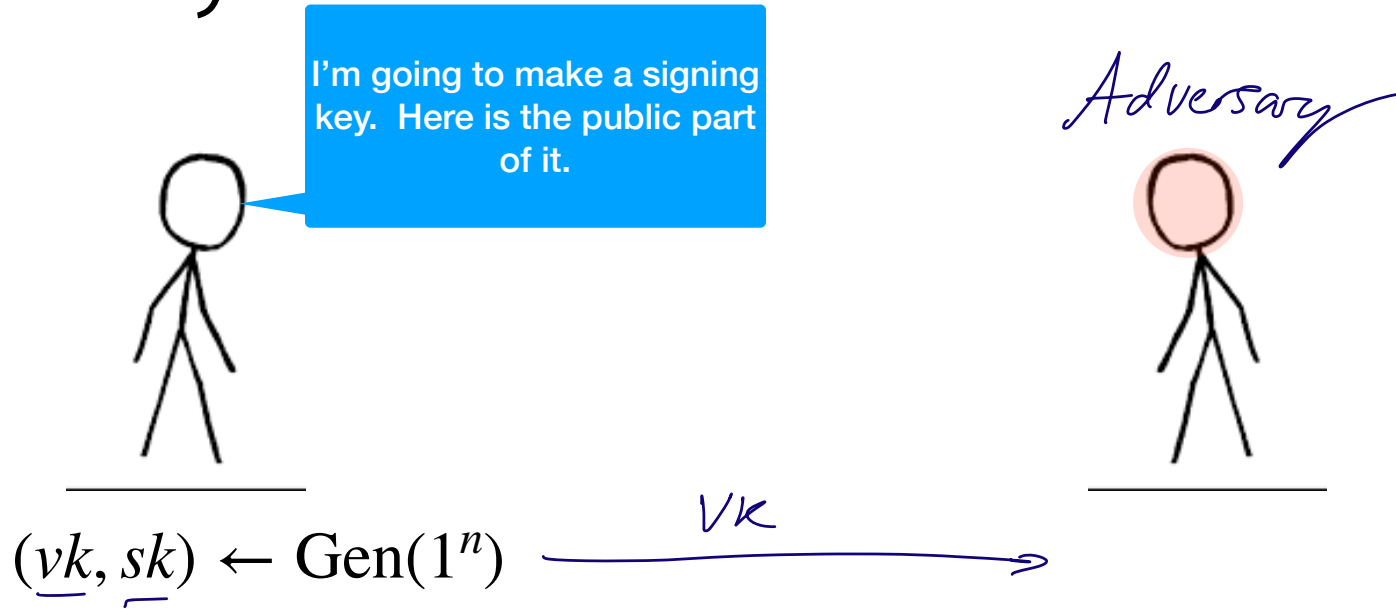 I'm going to make a signing
key. Here is the public part
of it.
Adversary
vk
(vk, sk) ← Gen(1ⁿ)